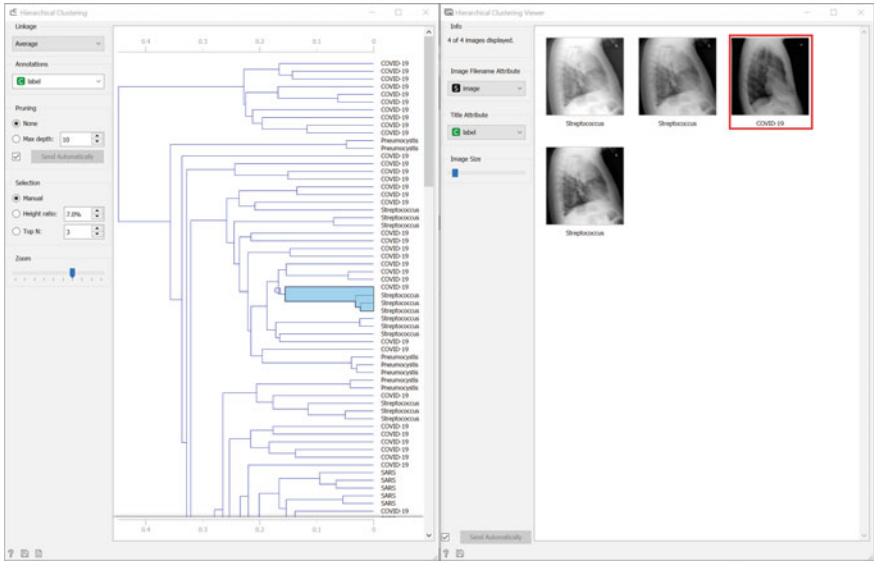 Hierarchical Clustering
Linkage
Average
Annotations
label
Pruning
None
Max depth: 10
Send Automatically
Selection
Manual
Height ratio: 7.0%
Top N: 3
Zoom
0.4 0.3 0.2 0.1 0
COVID-19
COVID-19
COVID-19
COVID-19
COVID-19
COVID-19
COVID-19
COVID-19
COVID-19
COVID-19
Pneumocystis
Pneumocystis
COVID-19
COVID-19
COVID-19
COVID-19
COVID-19
COVID-19
COVID-19
Streptococcus
Streptococcus
Streptococcus
COVID-19
COVID-19
COVID-19
COVID-19
COVID-19
COVID-19
COVID-19
COVID-19
Streptococcus
Streptococcus
Streptococcus
COVID-19
Streptococcus
Streptococcus
Streptococcus
COVID-19
COVID-19
Pneumocystis
Pneumocystis
Pneumocystis
Pneumocystis
Pneumocystis
COVID-19
Streptococcus
Streptococcus
Streptococcus
COVID-19
COVID-19
COVID-19
COVID-19
COVID-19
COVID-19
SARS
SARS
SARS
SARS
SARS
COVID-19
0.4 0.3 0.2 0.1 0
Hierarchical Clustering Viewer
Info
4 of 4 images displayed.
Image Filename Attribute
image
Title Attribute
label
Image Size
Send Automatically
Streptococcus
Streptococcus
COVID-19
Streptococcus